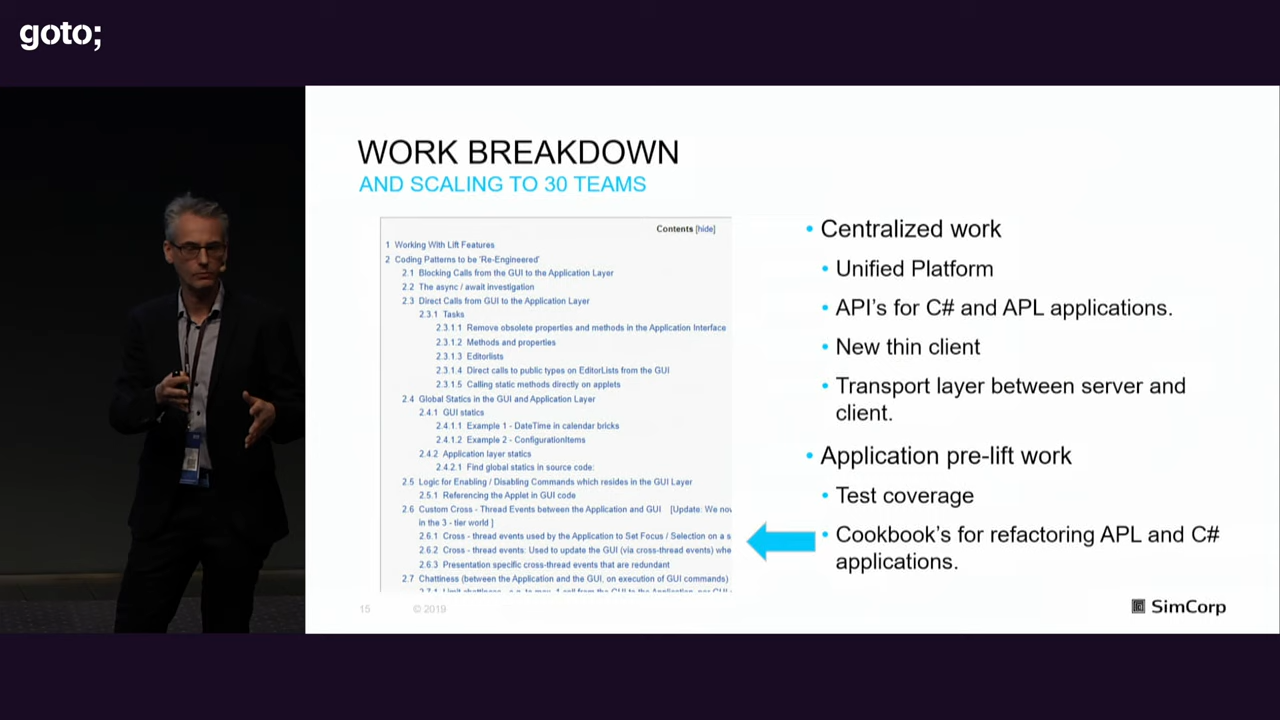 goto;
WORK BREAKDOWN
AND SCALING TO 30 TEAMS
Contents [hide]
1 Working With Lift Features
2 Coding Patterns to be 'Re-Engineered'
2.1 Blocking Calls from the GUI to the Application Layer
2.2 The async / await investigation
2.3 Direct Calls from GUI to the Application Layer
2.3.1 Tasks
2.3.1.1 Remove obsolete properties and methods in the Application Interface
2.3.1.2 Methods and properties
2.3.1.3 Editorlists
2.3.1.4 Direct calls to public types on EditorLists from the GUI
2.3.1.5 Calling static methods directly on applets
2.4 Global Statics in the GUI and Application Layer
2.4.1 GUI statics
2.4.1.1 Example 1 - DateTime in calendar bricks
2.4.1.2 Example 2 - ConfigurationItems
2.4.2 Application layer statics
2.4.2.1 Find global statics in source code:
2.5 Logic for Enabling / Disabling Commands which resides in the GUI Layer
2.5.1 Referencing the Applet in GUI code
2.6 Custom Cross - Thread Events between the Application and GUI [Update: We nov
in the 3 - tier world ]
2.6.1 Cross - thread events used by the Application to Set Focus / Selection on a s
2.6.2 Cross - thread events: Used to update the GUI (via cross-thread events) whe
2.6.3 Presentation specific cross-thread events that are redundant
2.7 Chattiness (between the Application and the GUI, on execution of GUI commands)
• Centralized work
• Unified Platform
• API's for C# and APL applications.
• New thin client
• Transport layer between server and
client.
• Application pre-lift work
• Test coverage
• Cookbook's for refactoring APL and C#
applications.
15 © 2019
SimCorp